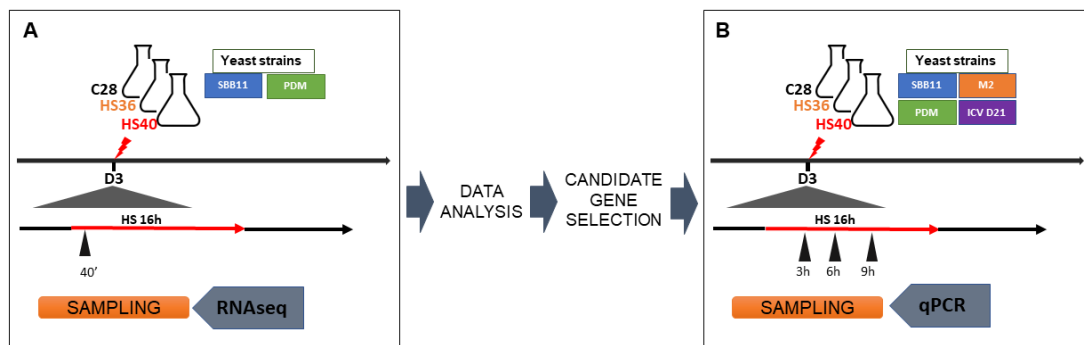 A
Yeast strains
SBB11
PDM
C28
HS36
HS40
D3
HS 16h
40’
SAMPLING
RNAseq
DATA
ANALYSIS
CANDIDATE
GENE
SELECTION
B
Yeast strains
SBB11
M2
PDM
ICV D21
C28
HS36
HS40
D3
HS 16h
3h
6h
9h
SAMPLING
qPCR